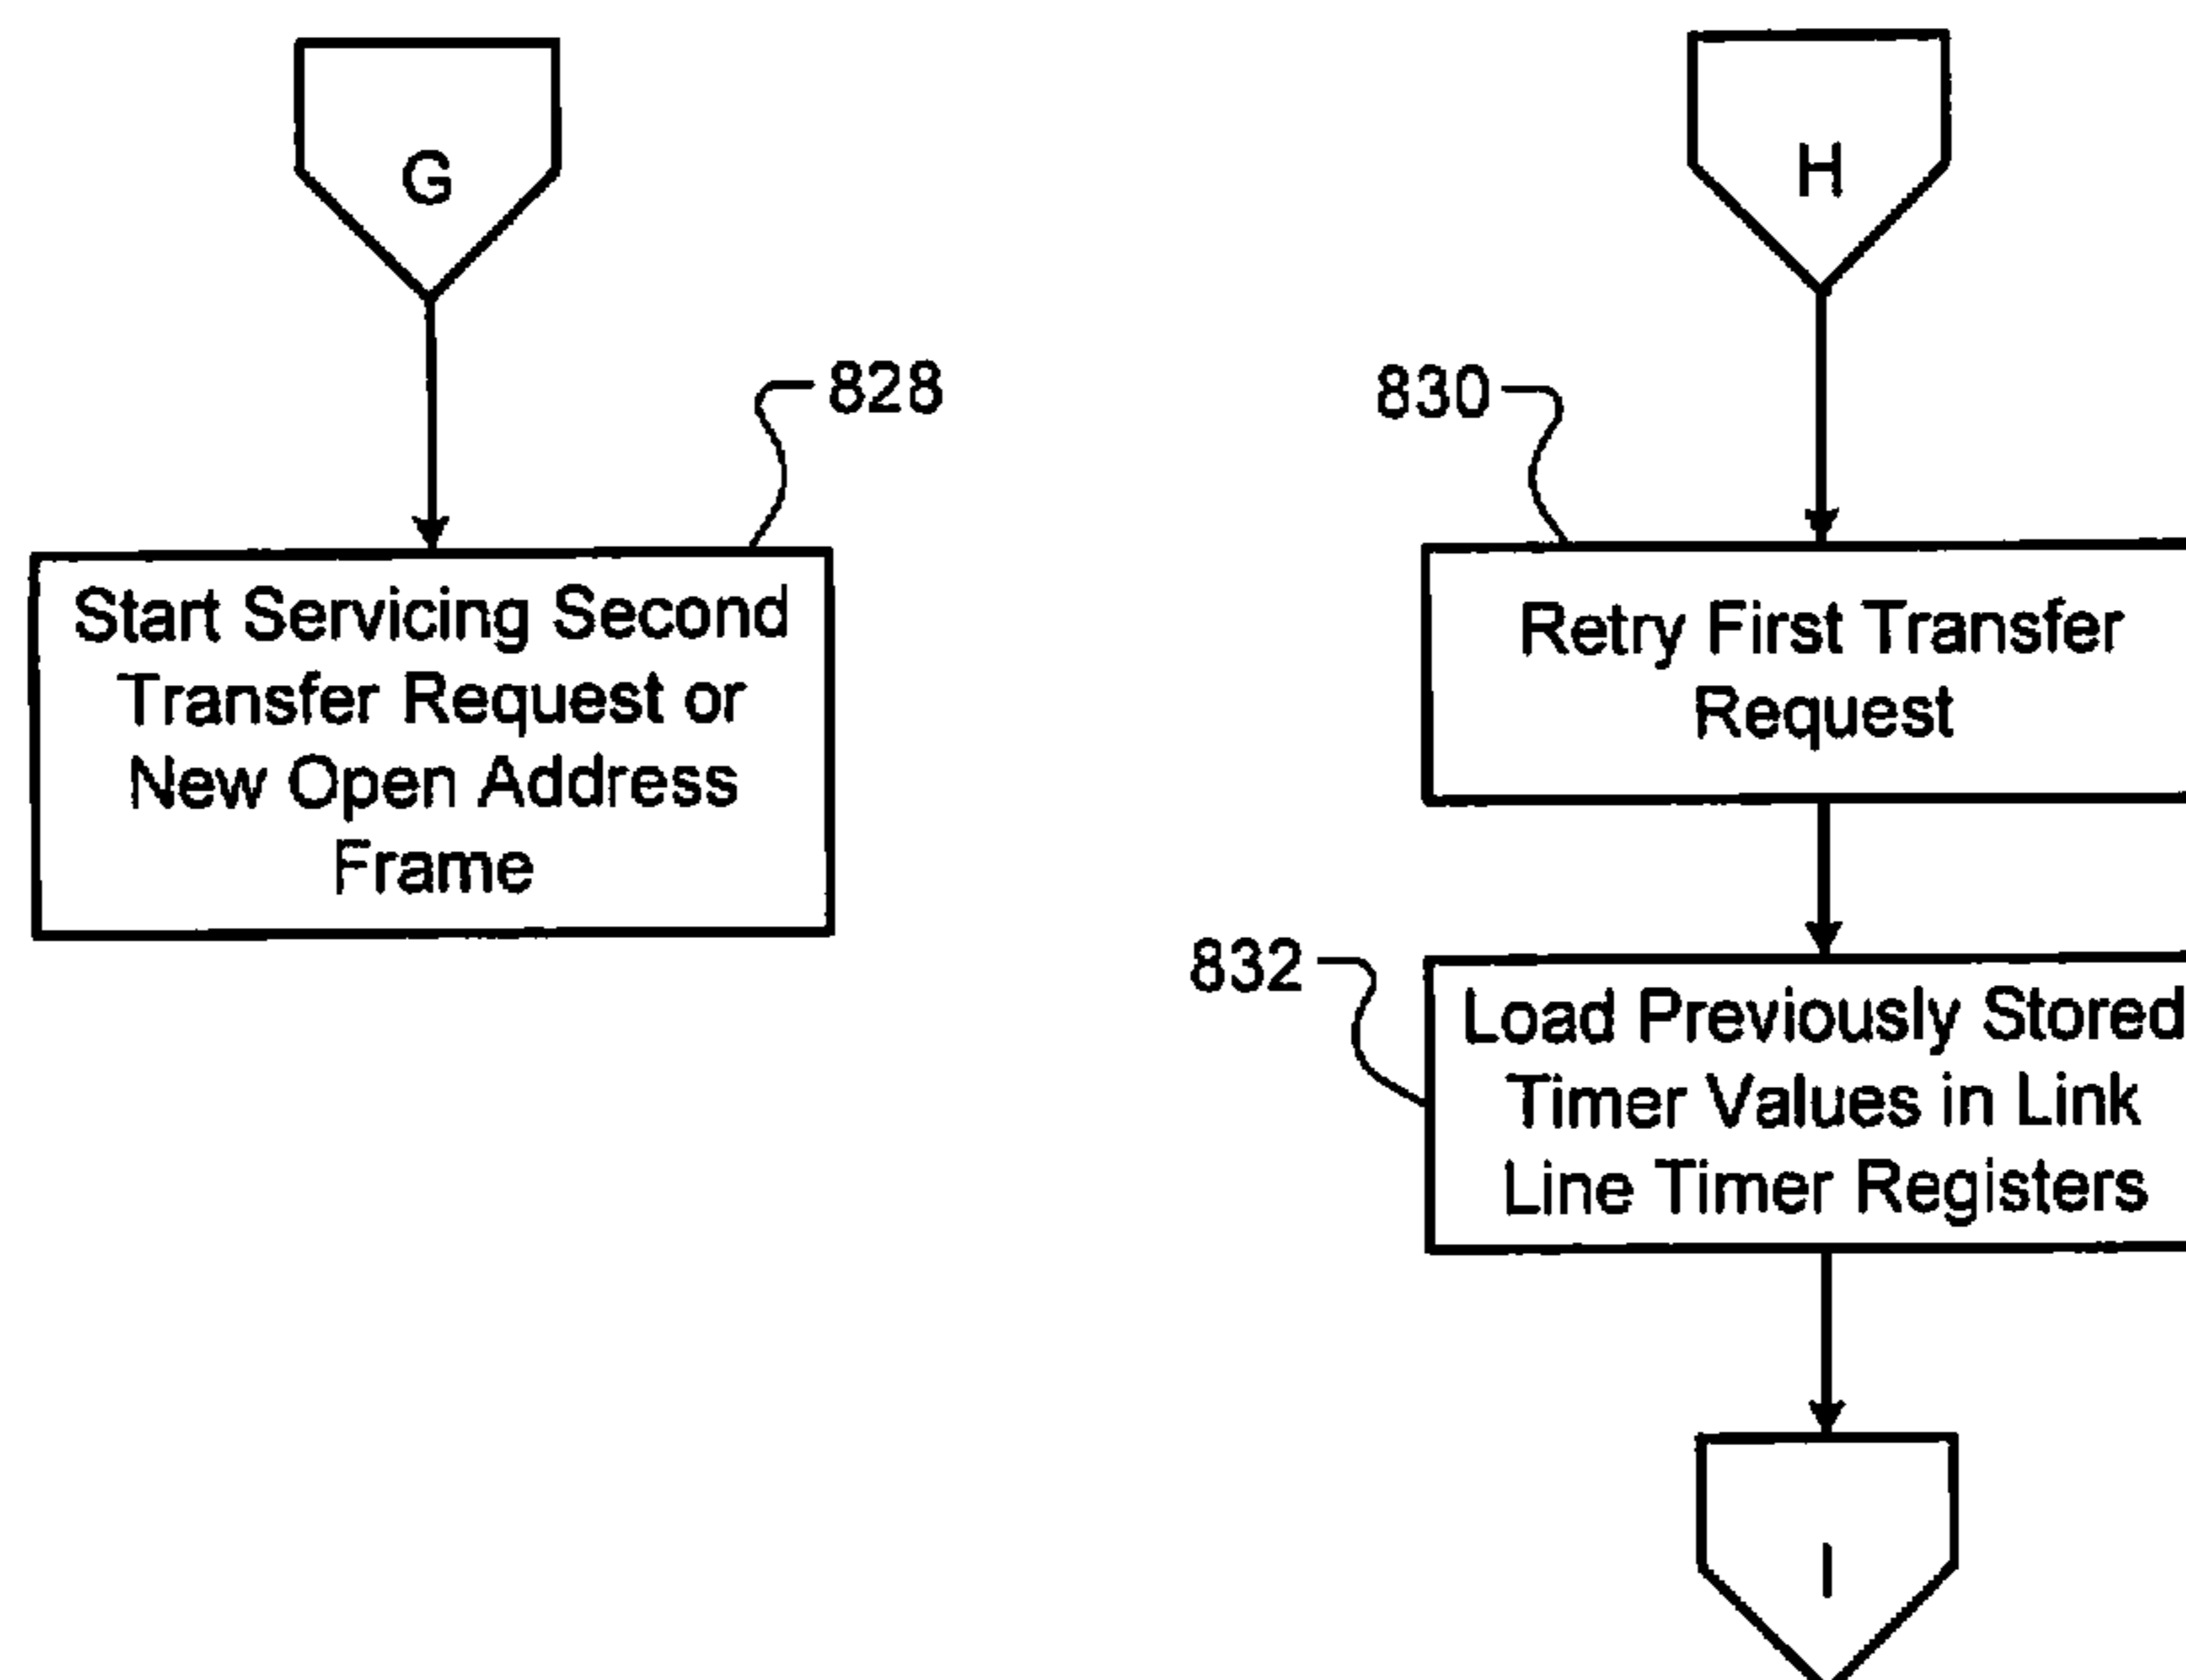 G
828
Start Servicing Second
Transfer Request or
New Open Address
Frame
H
830
Retry First Transfer
Request
832
Load Previously Stored
Timer Values in Link
Line Timer Registers
I